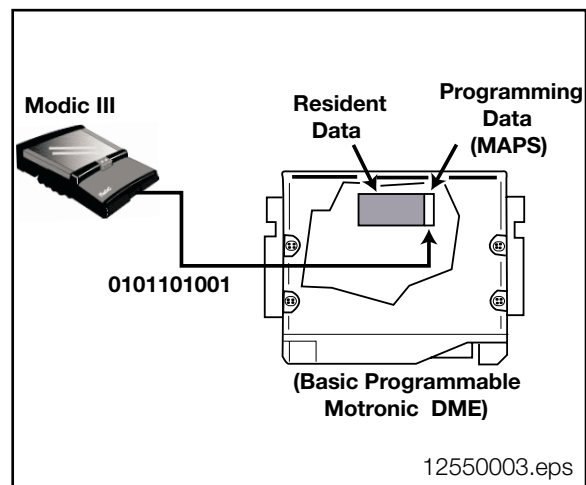 Modic III
Resident
Data
Programming
Data
(MAPS)
0101101001
(Basic Programmable
Motronic DME)
12550003.eps